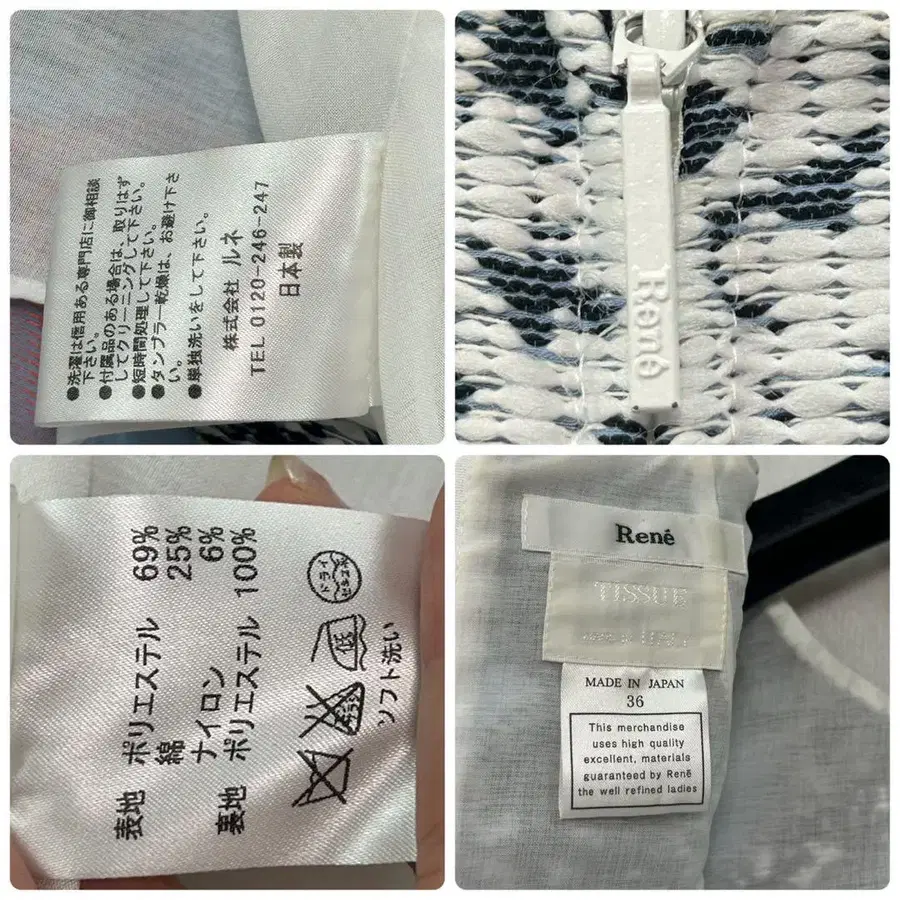 ●洗濯は信用ある専門店に御相談
下さい。
●付属品のある場合は、取りはず
してクリーニングして下さい。
●短時間処理して下さい。
●タンブラー乾燥は、お避け下さ
い。
●単独洗いをして下さい。
株式会社 ルネ
TEL 0120-246-247
日本製
René
表地 ポリエステル 69%
綿 25%
ナイロン 6%
裏地 ポリエステル 100%
ドライ
セキユ系
低
ソフト洗い
René
TISSUE
MADE IN JAPAN
36
This merchandise
uses high quality
excellent, materials
guaranteed by René
the well refined ladies